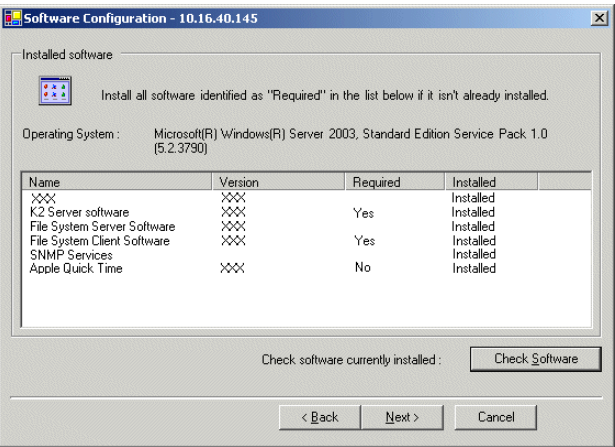 Software Configuration - 10.16.40.145
Installed software
Install all software identified as "Required" in the list below if it isn't already installed.
Operating System : Microsoft(R) Windows(R) Server 2003, Standard Edition Service Pack 1.0
(5.2.3790)
Name Version Required Installed
XXX XXX Installed
K2 Server software XXX Yes Installed
File System Server Software XXX Installed
File System Client Software XXX Yes Installed
SNMP Services Installed
Apple Quick Time XXX No Installed
Check software currently installed : Check Software
< Back Next > Cancel